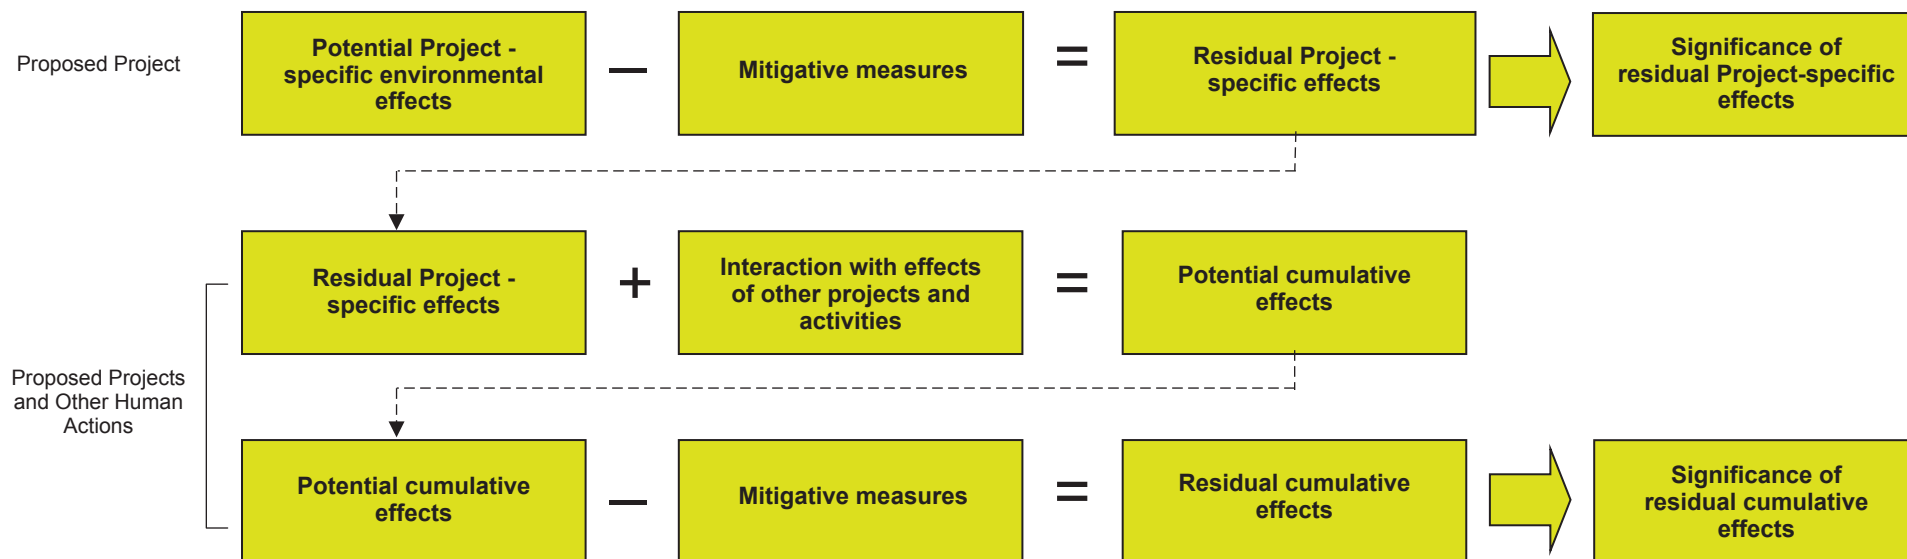 Proposed Project
Potential Project -
specific environmental
effects
—
Mitigative measures
=
Residual Project -
specific effects
Significance of
residual Project-specific
effects
Residual Project -
specific effects
+
Interaction with effects
of other projects and
activities
=
Potential cumulative
effects
Proposed Projects
and Other Human
Actions
Potential cumulative
effects
—
Mitigative measures
=
Residual cumulative
effects
Significance of
residual cumulative
effects